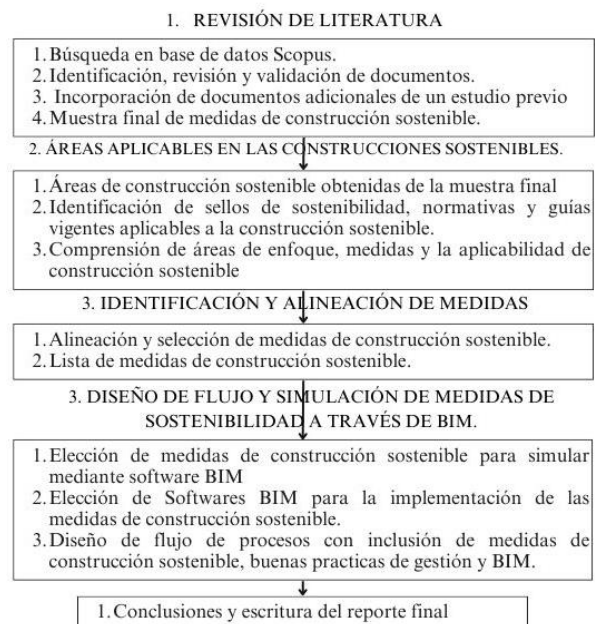 1. REVISIÓN DE LITERATURA
1. Búsqueda en base de datos Scopus.
2. Identificación, revisión y validación de documentos.
3. Incorporación de documentos adicionales de un estudio previo
4. Muestra final de medidas de construcción sostenible.
2. ÁREAS APLICABLES EN LAS CONSTRUCCIONES SOSTENIBLES.
1. Áreas de construcción sostenible obtenidas de la muestra final
2. Identificación de sellos de sostenibilidad, normativas y guías
vigentes aplicables a la construcción sostenible.
3. Comprensión de áreas de enfoque, medidas y la aplicabilidad de
construcción sostenible
3. IDENTIFICACIÓN Y ALINEACIÓN DE MEDIDAS
1. Alineación y selección de medidas de construcción sostenible.
2. Lista de medidas de construcción sostenible.
3. DISEÑO DE FLUJO Y SIMULACIÓN DE MEDIDAS DE
SOSTENIBILIDAD A TRAVÉS DE BIM.
1. Elección de medidas de construcción sostenible para simular
mediante software BIM
2. Elección de Softwares BIM para la implementación de las
medidas de construcción sostenible.
3. Diseño de flujo de procesos con inclusión de medidas de
construcción sostenible, buenas practicas de gestión y BIM.
1. Conclusiones y escritura del reporte final